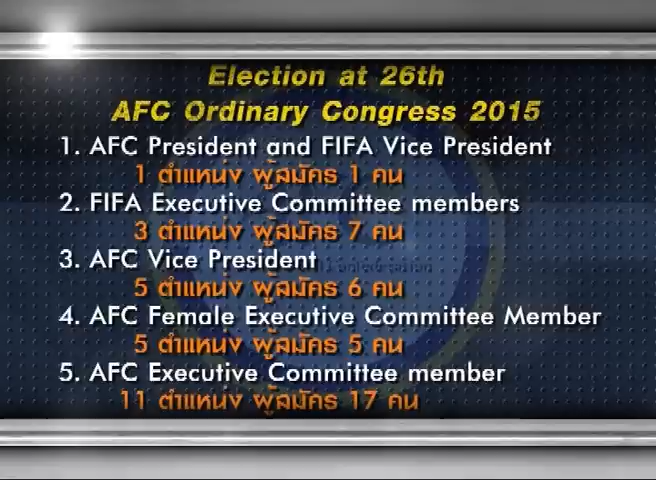 Election at 26th
AFC Ordinary Congress 2015
1. AFC President and FIFA Vice President
1 ตำแหน่ง ผู้สมัคร 1 คน
2. FIFA Executive Committee members
3 ตำแหน่ง ผู้สมัคร 7 คน
3. AFC Vice President
5 ตำแหน่ง ผู้สมัคร 6 คน
4. AFC Female Executive Committee Member
5 ตำแหน่ง ผู้สมัคร 5 คน
5. AFC Executive Committee member
11 ตำแหน่ง ผู้สมัคร 17 คน